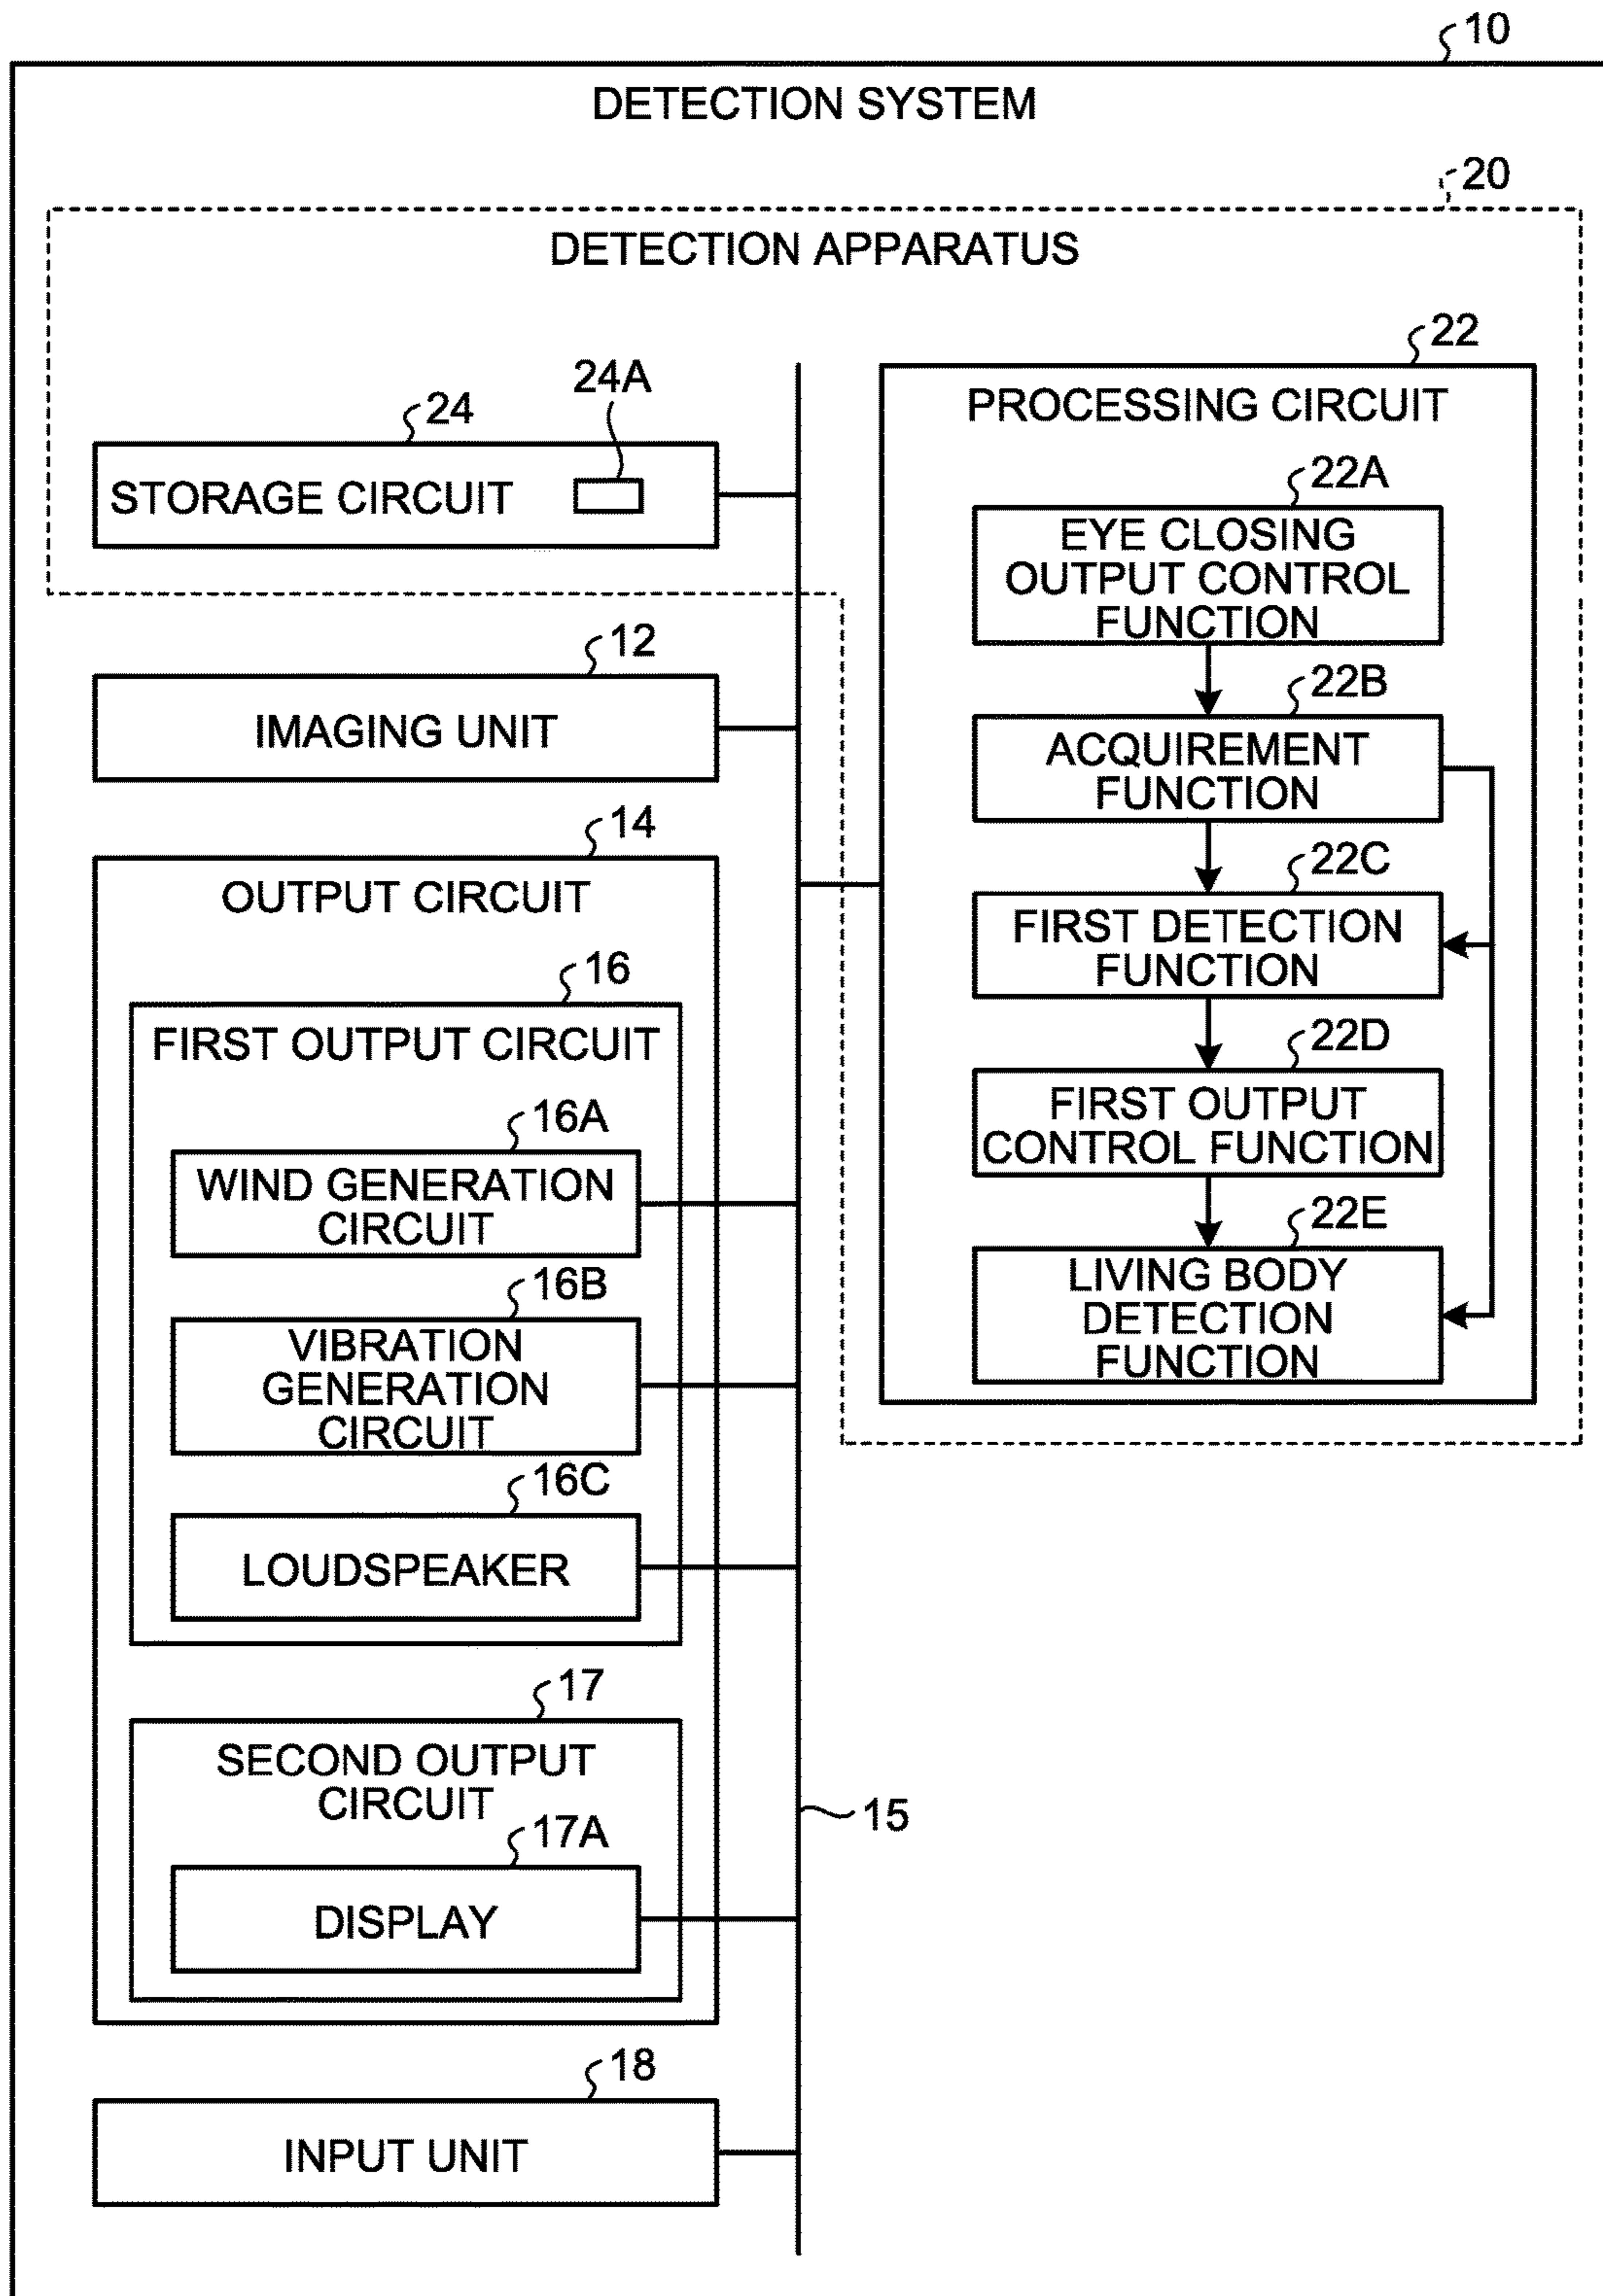 10
DETECTION SYSTEM
20
DETECTION APPARATUS
24
24A
STORAGE CIRCUIT
12
IMAGING UNIT
14
OUTPUT CIRCUIT
16
FIRST OUTPUT CIRCUIT
16A
WIND GENERATION
CIRCUIT
16B
VIBRATION
GENERATION
CIRCUIT
16C
LOUDSPEAKER
17
SECOND OUTPUT
CIRCUIT
17A
DISPLAY
18
INPUT UNIT
15
22
PROCESSING CIRCUIT
22A
EYE CLOSING
OUTPUT CONTROL
FUNCTION
22B
ACQUIREMENT
FUNCTION
22C
FIRST DETECTION
FUNCTION
22D
FIRST OUTPUT
CONTROL FUNCTION
22E
LIVING BODY
DETECTION
FUNCTION